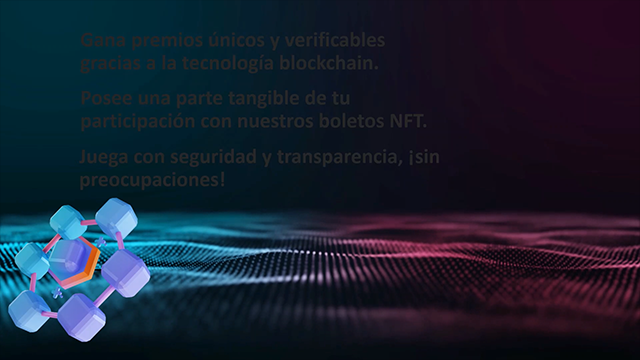 Gana premios únicos y verificables
gracias a la tecnología blockchain.
Posee una parte tangible de tu
participación con nuestros boletos NFT.
Juega con seguridad y transparencia, ¡sin
preocupaciones!